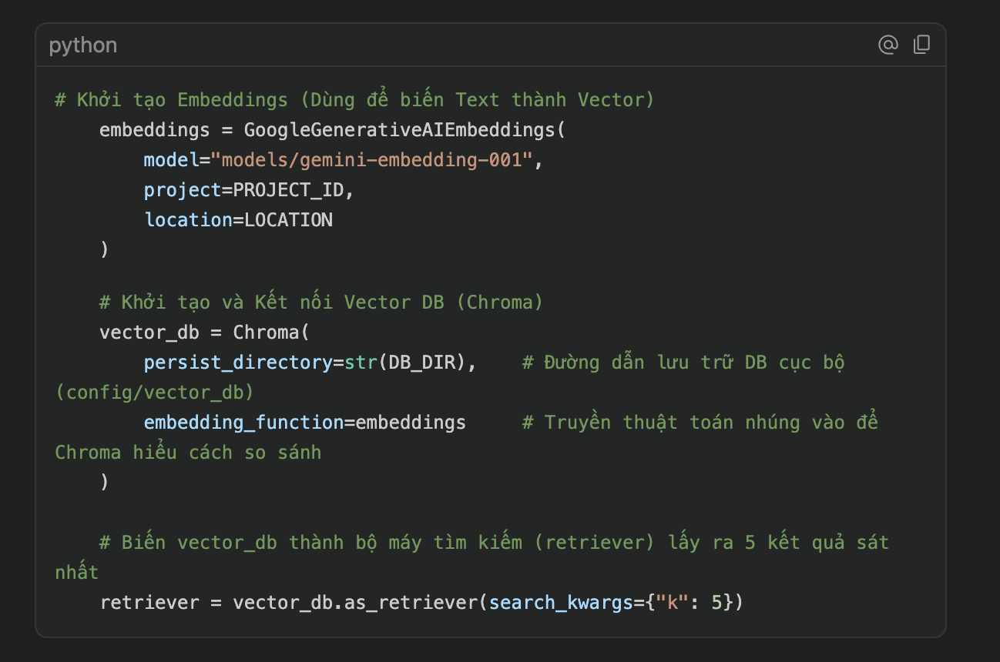 python
# Khởi tạo Embeddings (Dùng để biến Text thành Vector)
    embeddings = GoogleGenerativeAIEmbeddings(
        model="models/gemini-embedding-001",
        project=PROJECT_ID,
        location=LOCATION
    )
    # Khởi tạo và Kết nối Vector DB (Chroma)
    vector_db = Chroma(
        persist_directory=str(DB_DIR),    # Đường dẫn lưu trữ DB cục bộ
(config/vector_db)
        embedding_function=embeddings     # Truyền thuật toán nhúng vào để
Chroma hiểu cách so sánh
    )
    # Biến vector_db thành bộ máy tìm kiếm (retriever) lấy ra 5 kết quả sát
nhất
    retriever = vector_db.as_retriever(search_kwargs={"k": 5})